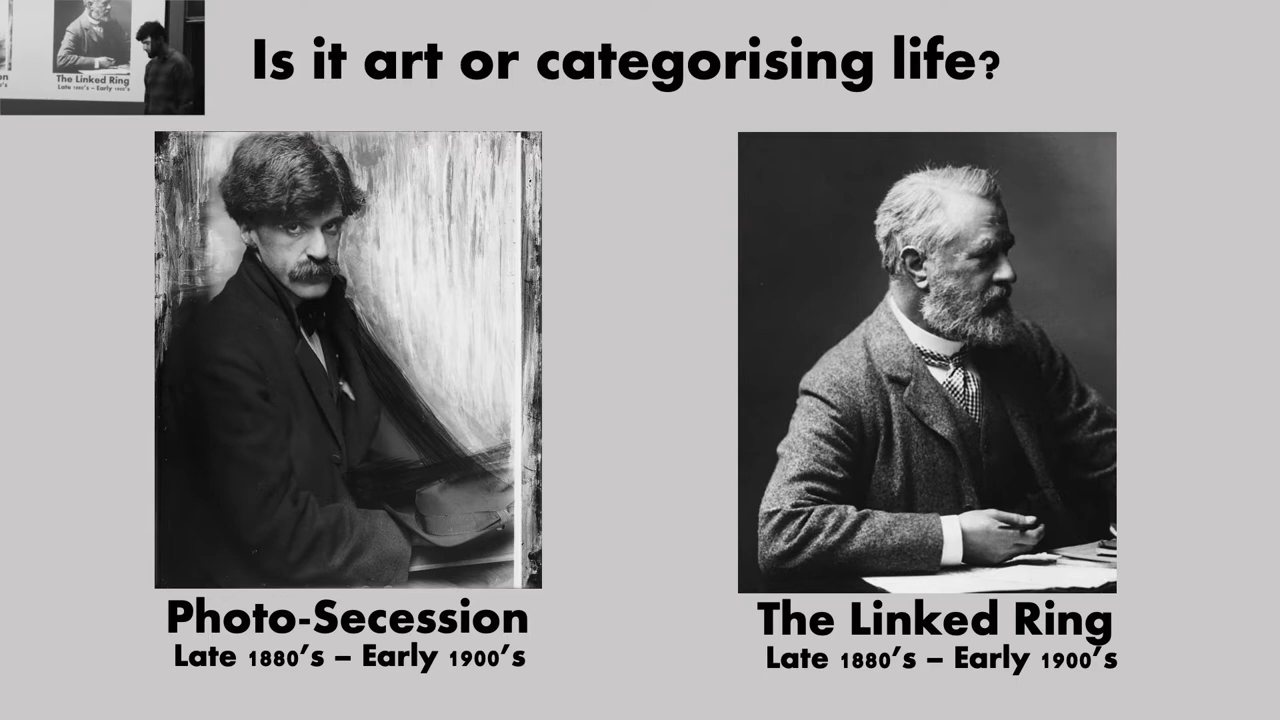 Is it art or categorising life?
The Linked Ring
Late 1880's – Early 1900's
Photo-Secession
Late 1880's – Early 1900's
The Linked Ring
Late 1880's – Early 1900's